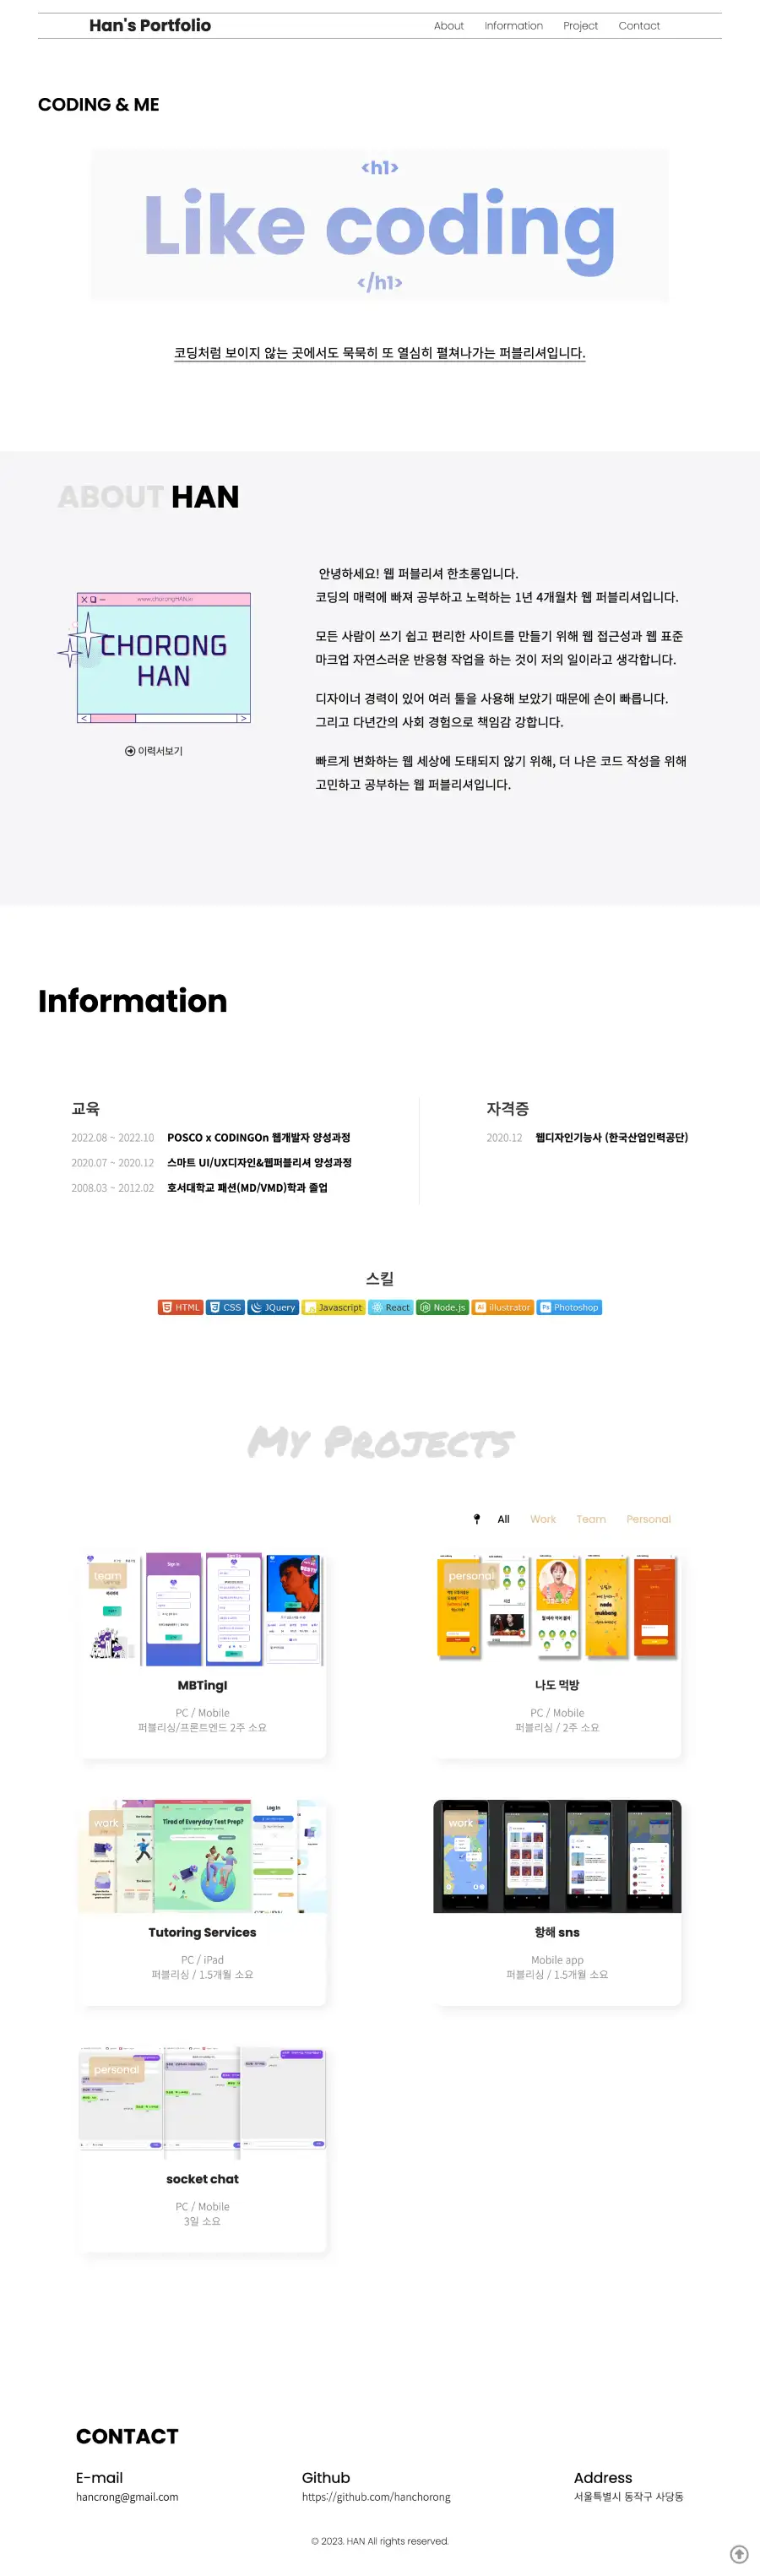 Han's Portfolio
About Information Project Contact
CODING & ME
<h1>
Like coding
</h1>
코딩처럼 보이지 않는 곳에서도 묵묵히 또 열심히 펼쳐나가는 퍼블리셔입니다.
ABOUT HAN
www.chorongHAN.kr
CHORONG
HAN
이력서보기
안녕하세요! 웹 퍼블리셔 한초롱입니다.
코딩의 매력에 빠져 공부하고 노력하는 1년 4개월차 웹 퍼블리셔입니다.
모든 사람이 쓰기 쉽고 편리한 사이트를 만들기 위해 웹 접근성과 웹 표준
마크업 자연스러운 반응형 작업을 하는 것이 저의 일이라고 생각합니다.
디자이너 경력이 있어 여러 툴을 사용해 보았기 때문에 손이 빠릅니다.
그리고 다년간의 사회 경험으로 책임감 강합니다.
빠르게 변화하는 웹 세상에 도태되지 않기 위해, 더 나은 코드 작성을 위해
고민하고 공부하는 웹 퍼블리셔입니다.
Information
교육
2022.08 ~ 2022.10 POSCO x CODINGOn 웹개발자 양성과정
2020.07 ~ 2020.12 스마트 UI/UX디자인&웹퍼블리셔 양성과정
2008.03 ~ 2012.02 호서대학교 패션(MD/VMD)학과 졸업
자격증
2020.12 웹디자인기능사 (한국산업인력공단)
스킬
HTML CSS JQuery Javascript React Node.js illustrator Photoshop
My Projects
All Work Team Personal
team
Sign In
MBTingl
PC / Mobile
퍼블리싱/프론트엔드 2주 소요
personal
나도 먹방
PC / Mobile
퍼블리싱 / 2주 소요
work
Tired of Everyday Test Prep?
Log In
Tutoring Services
PC / iPad
퍼블리싱 / 1.5개월 소요
work
항해 sns
Mobile app
퍼블리싱 / 1.5개월 소요
personal
socket chat
PC / Mobile
3일 소요
CONTACT
E-mail
hancrong@gmail.com
Github
https://github.com/hanchorong
Address
서울특별시 동작구 사당동
© 2023. HAN All rights reserved.